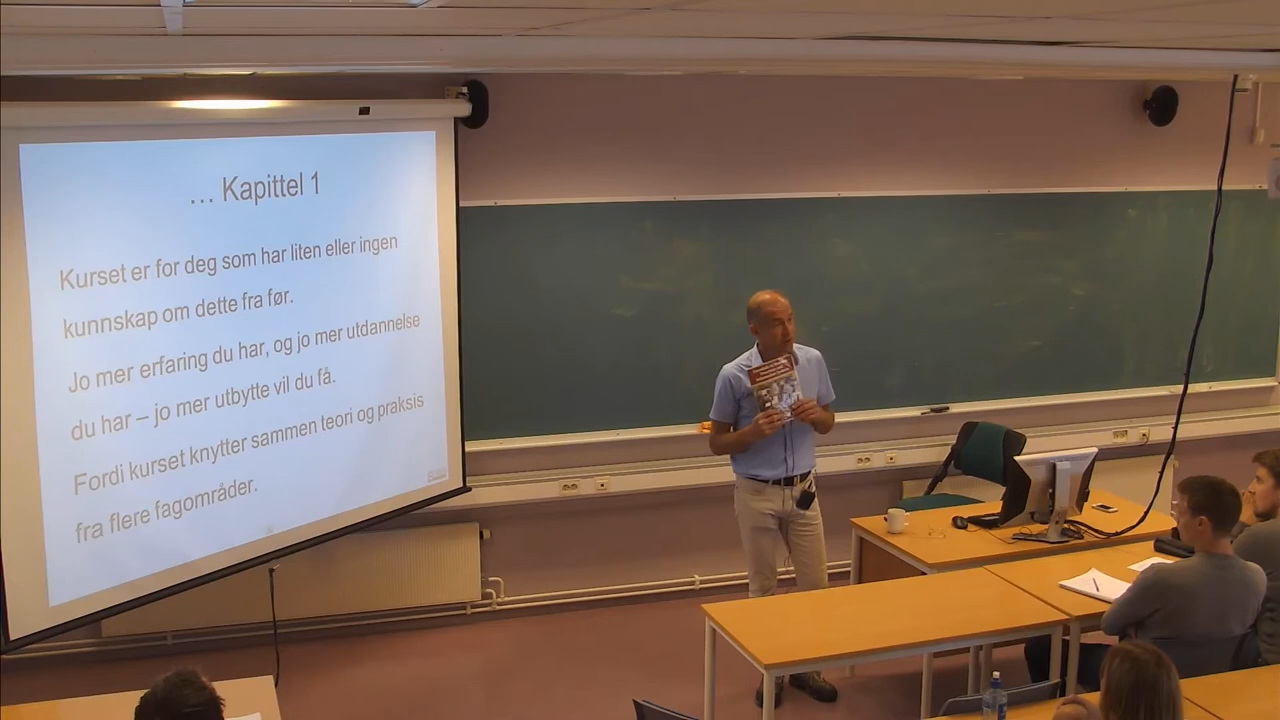 … Kapittel 1
Kurset er for deg som har liten eller ingen
kunnskap om dette fra før.
Jo mer erfaring du har, og jo mer utdannelse
du har – jo mer utbytte vil du få.
Fordi kurset knytter sammen teori og praksis
fra flere fagområder.